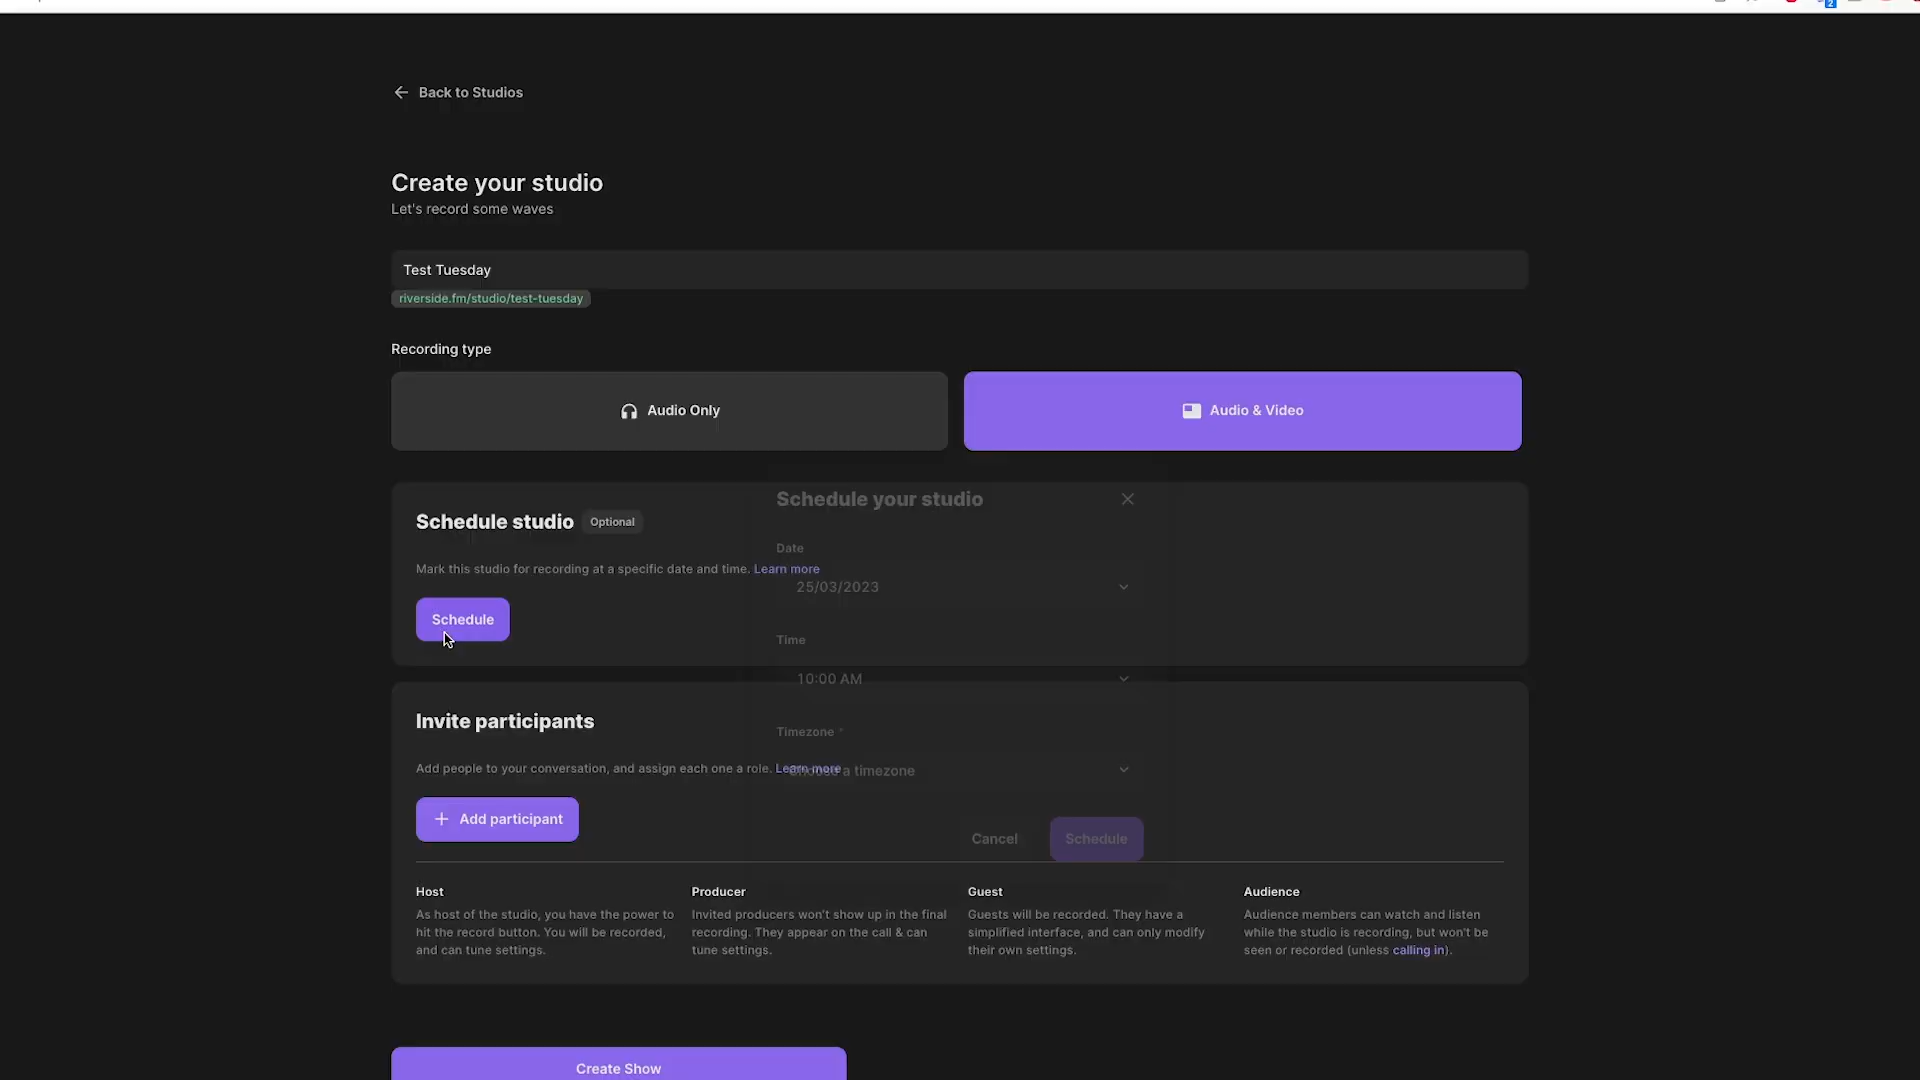 2
Back to Studios
Create your studio
Let's record some waves
Test Tuesday
riverside.fm/studio/test-tuesday
Recording type
Audio Only
Audio & Video
Schedule studio Optional
Mark this studio for recording at a specific date and time. Learn more
Schedule
Schedule your studio
Date
25/03/2023
Time
10:00 AM
Timezone *
Choose a timezone
Cancel
Schedule
Invite participants
Add people to your conversation, and assign each one a role. Learn more
Add participant
Host
As host of the studio, you have the power to
hit the record button. You will be recorded,
and can tune settings.
Producer
Invited producers won't show up in the final
recording. They appear on the call & can
tune settings.
Guest
Guests will be recorded. They have a
simplified interface, and can only modify
their own settings.
Audience
Audience members can watch and listen
while the studio is recording, but won't be
seen or recorded (unless calling in).
Create Show